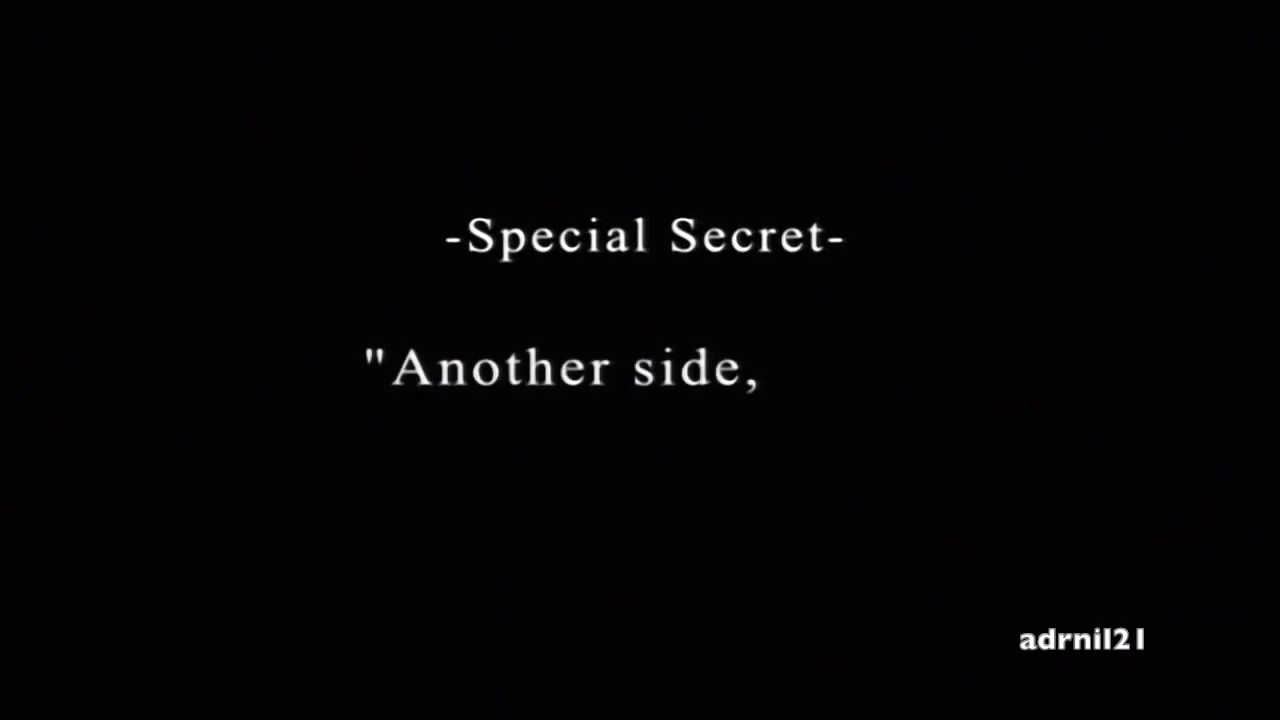 -Special Secret-
"Another side,
adrnil21